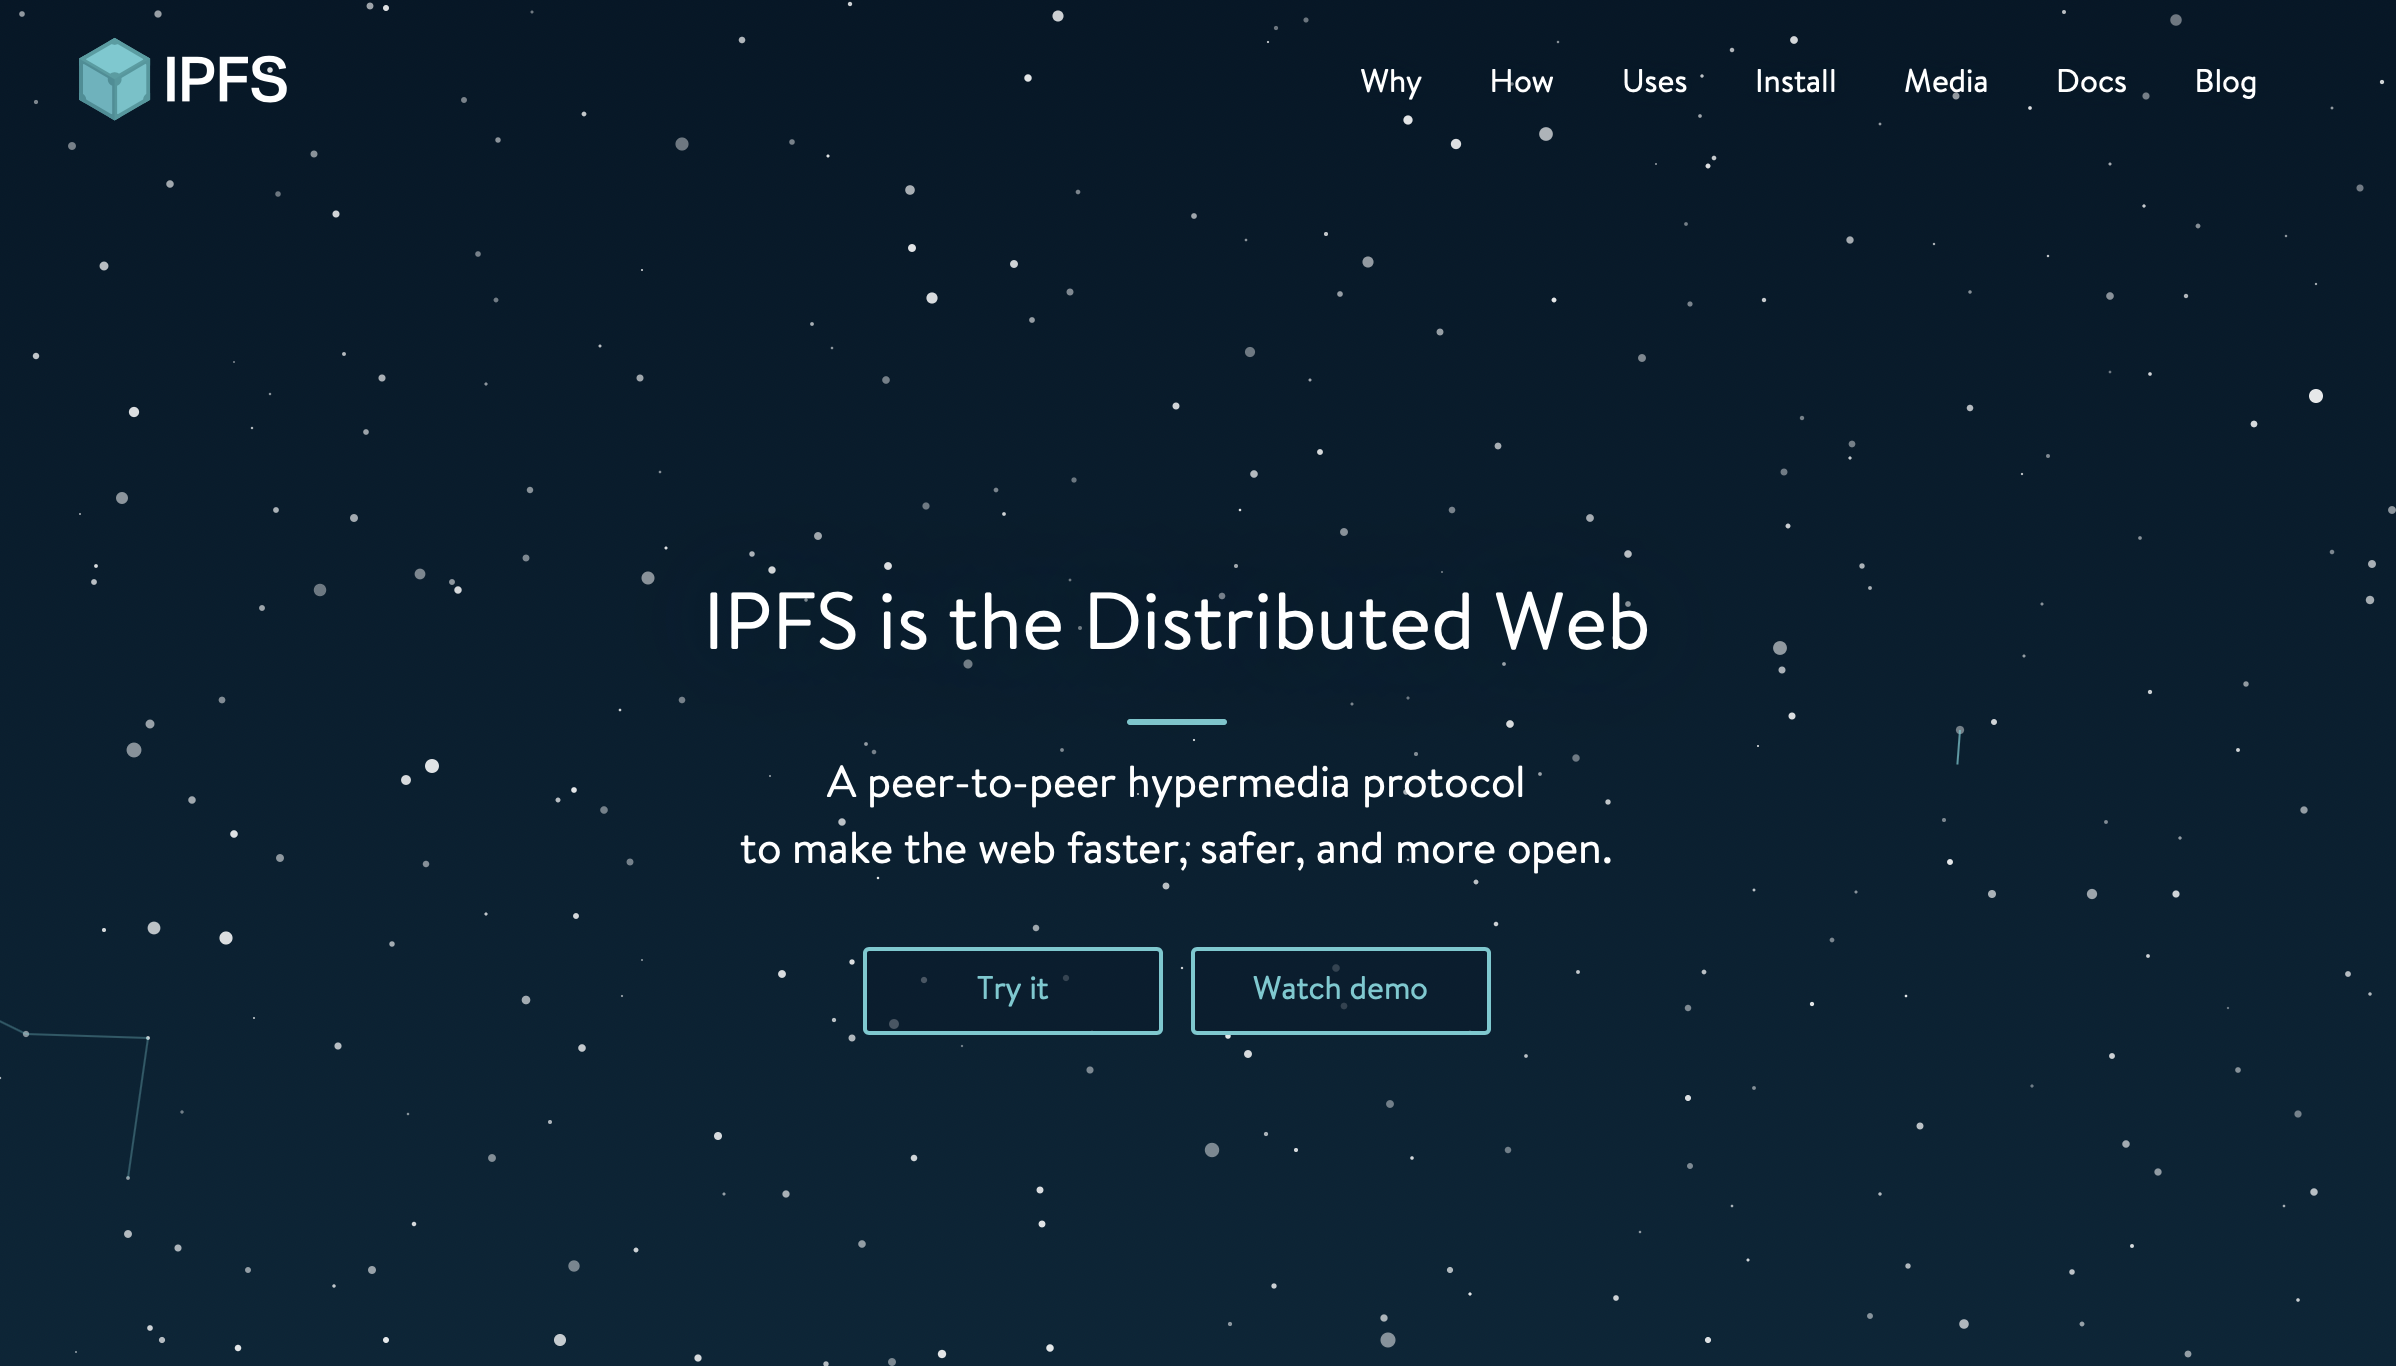 IPFS
Why How Uses Install Media Docs Blog
IPFS is the Distributed Web
A peer-to-peer hypermedia protocol
to make the web faster, safer, and more open.
Try it
Watch demo